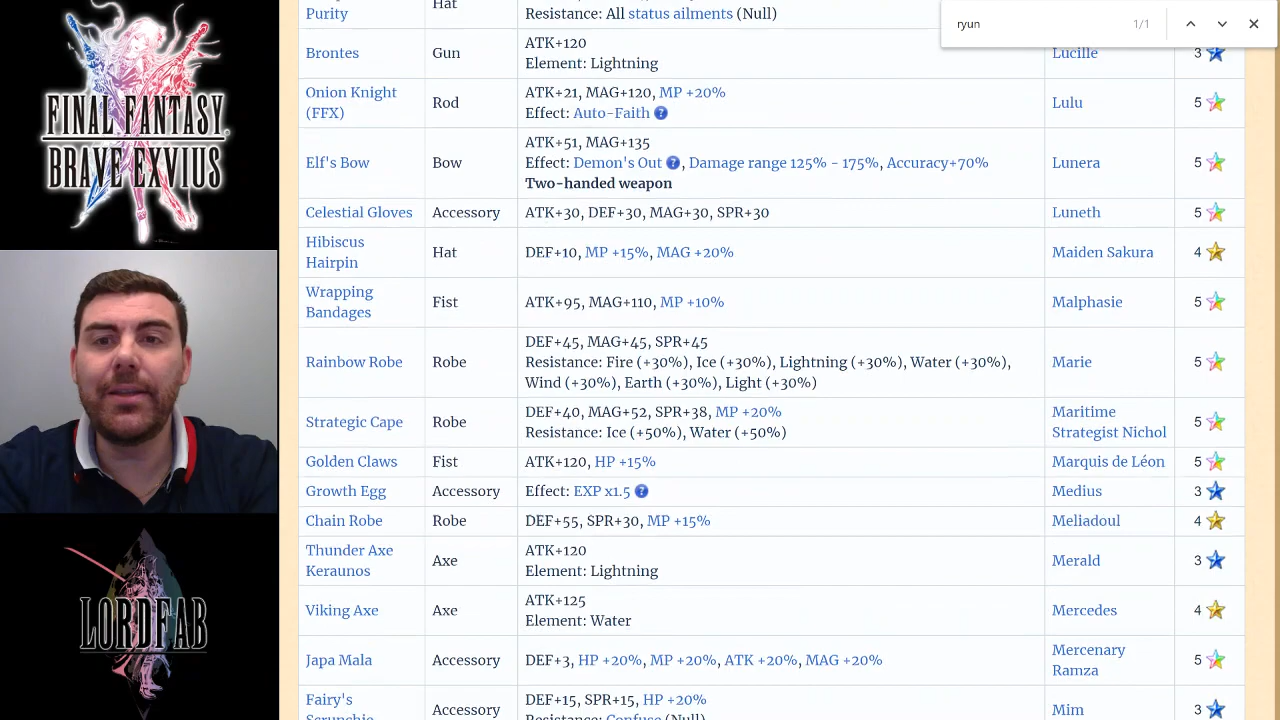 FINAL FANTASY
BRAVE EXVIUS
LORDFAB
ryun
1/1
Purity
Hat
Resistance: All status ailments (Null)
Brontes
Gun
ATK+120
Element: Lightning
Lucille
3
Onion Knight
(FFX)
Rod
ATK+21, MAG+120, MP +20%
Effect: Auto-Faith ?
Lulu
5
Elf's Bow
Bow
ATK+51, MAG+135
Effect: Demon's Out ?, Damage range 125% - 175%, Accuracy+70%
Two-handed weapon
Lunera
5
Celestial Gloves
Accessory
ATK+30, DEF+30, MAG+30, SPR+30
Luneth
5
Hibiscus
Hairpin
Hat
DEF+10, MP +15%, MAG +20%
Maiden Sakura
4
Wrapping
Bandages
Fist
ATK+95, MAG+110, MP +10%
Malphasie
5
Rainbow Robe
Robe
DEF+45, MAG+45, SPR+45
Resistance: Fire (+30%), Ice (+30%), Lightning (+30%), Water (+30%),
Wind (+30%), Earth (+30%), Light (+30%)
Marie
5
Strategic Cape
Robe
DEF+40, MAG+52, SPR+38, MP +20%
Resistance: Ice (+50%), Water (+50%)
Maritime
Strategist Nichol
5
Golden Claws
Fist
ATK+120, HP +15%
Marquis de Léon
5
Growth Egg
Accessory
Effect: EXP x1.5 ?
Medius
3
Chain Robe
Robe
DEF+55, SPR+30, MP +15%
Meliadoul
4
Thunder Axe
Keraunos
Axe
ATK+120
Element: Lightning
Merald
3
Viking Axe
Axe
ATK+125
Element: Water
Mercedes
4
Japa Mala
Accessory
DEF+3, HP +20%, MP +20%, ATK +20%, MAG +20%
Mercenary
Ramza
5
Fairy's
Scrunchie
Accessory
DEF+15, SPR+15, HP +20%
Resistance: Confuse (Null)
Mim
3